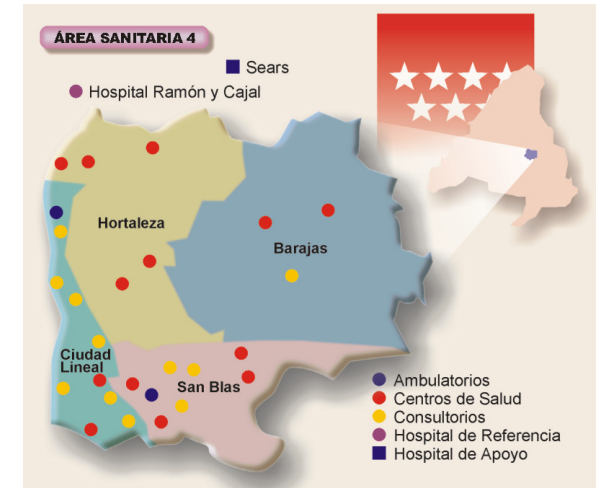 ÁREA SANITARIA 4
Sears
Hospital Ramón y Cajal
Hortaleza
Barajas
Ciudad
Lineal
San Blas
Ambulatorios
Centros de Salud
Consultorios
Hospital de Referencia
Hospital de Apoyo